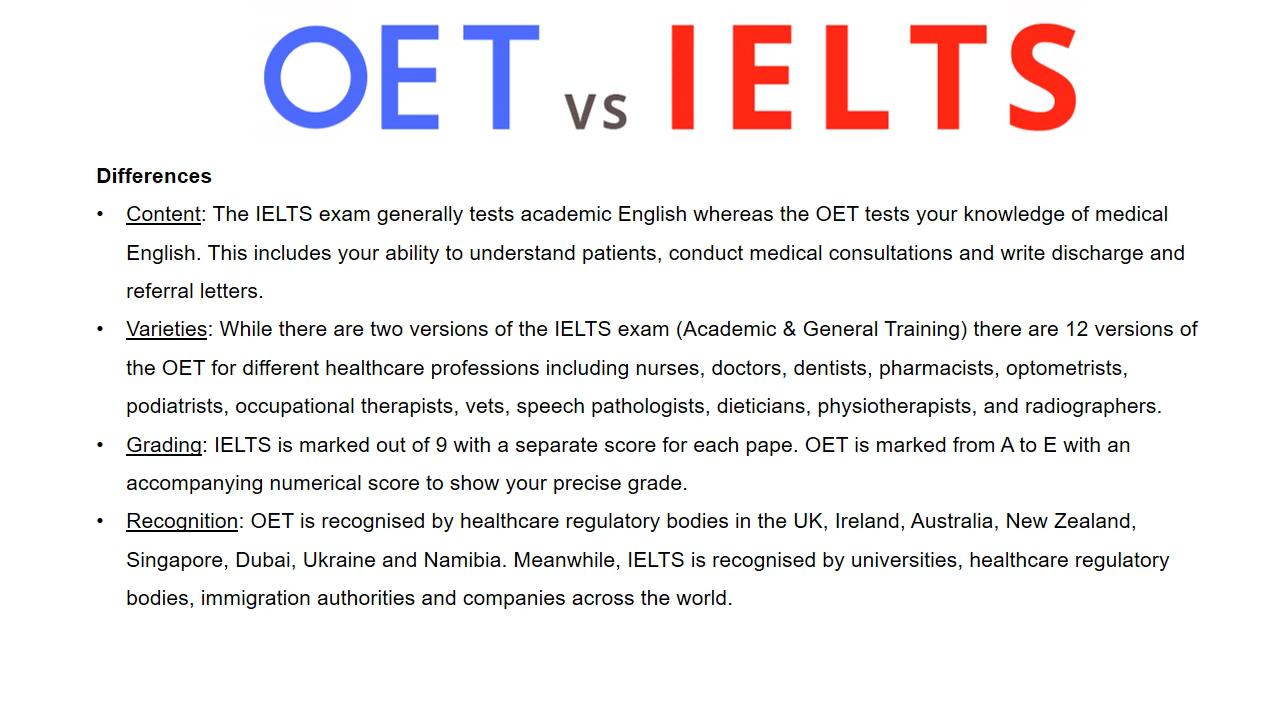 OET vs IELTS
Differences
• Content: The IELTS exam generally tests academic English whereas the OET tests your knowledge of medical
English. This includes your ability to understand patients, conduct medical consultations and write discharge and
referral letters.
• Varieties: While there are two versions of the IELTS exam (Academic & General Training) there are 12 versions of
the OET for different healthcare professions including nurses, doctors, dentists, pharmacists, optometrists,
podiatrists, occupational therapists, vets, speech pathologists, dieticians, physiotherapists, and radiographers.
• Grading: IELTS is marked out of 9 with a separate score for each pape. OET is marked from A to E with an
accompanying numerical score to show your precise grade.
• Recognition: OET is recognised by healthcare regulatory bodies in the UK, Ireland, Australia, New Zealand,
Singapore, Dubai, Ukraine and Namibia. Meanwhile, IELTS is recognised by universities, healthcare regulatory
bodies, immigration authorities and companies across the world.